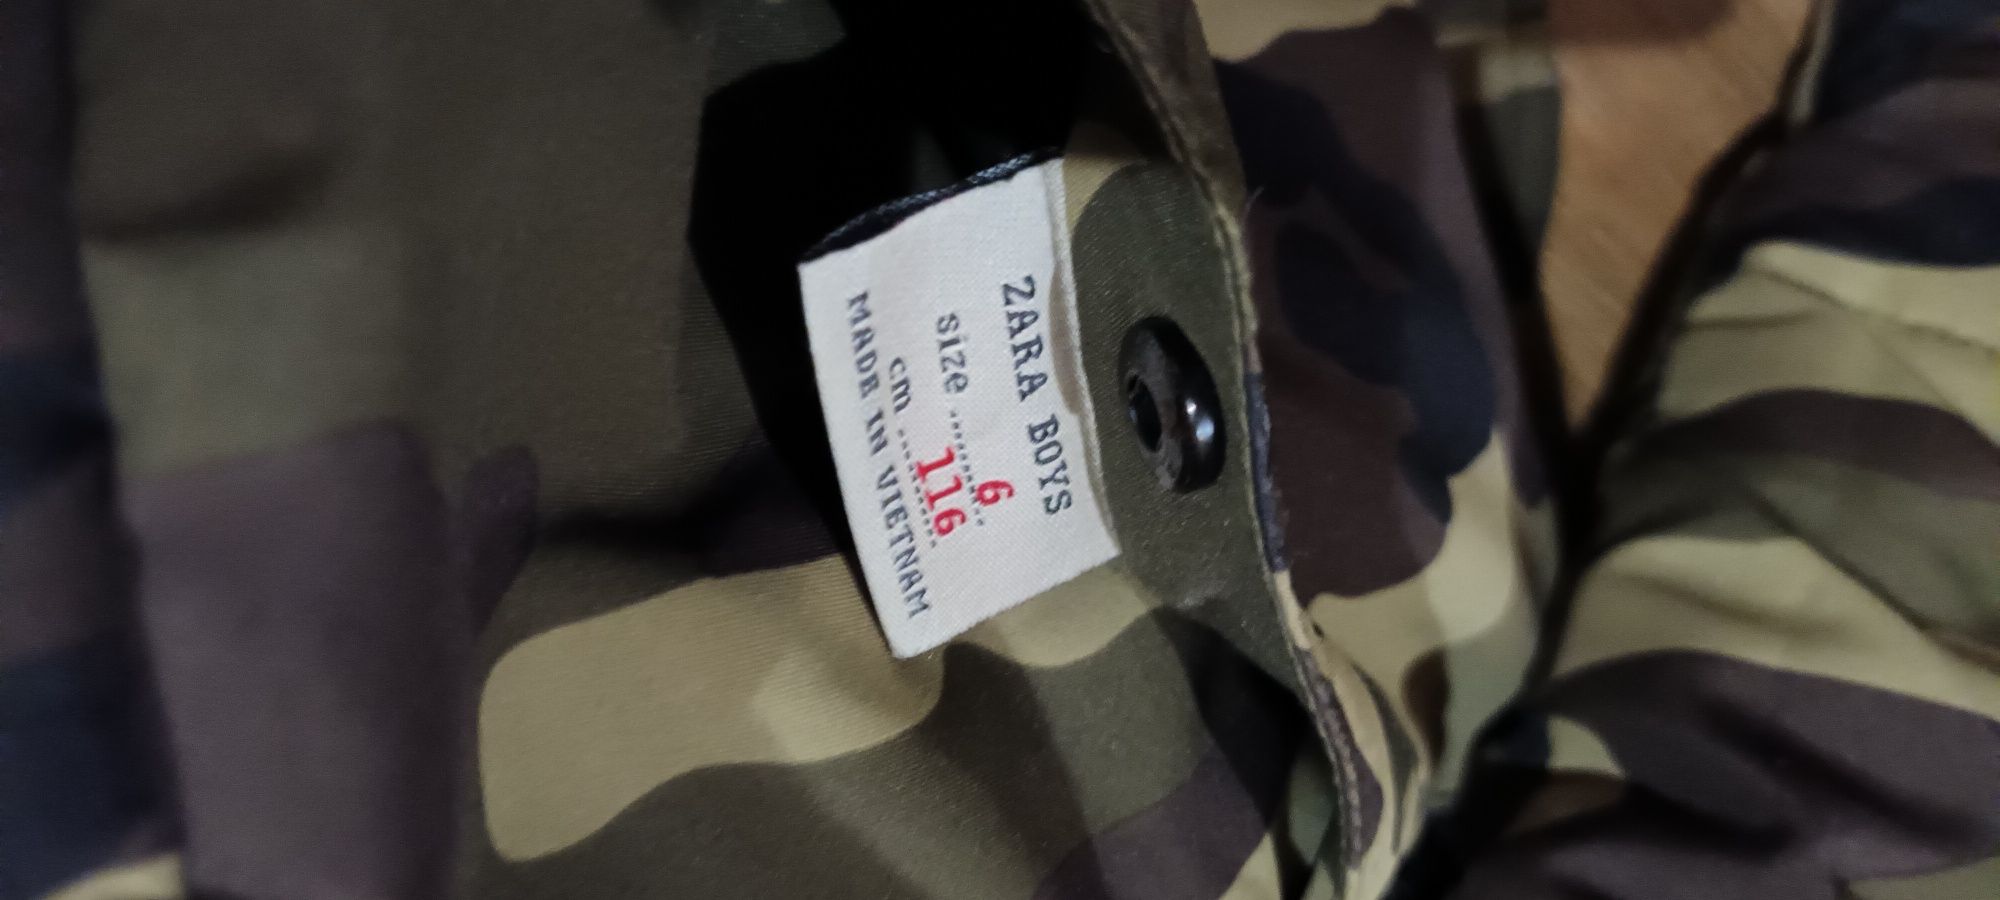 ZARA BOYS
size ........6..
cm ....116....
MADE IN VIETNAM